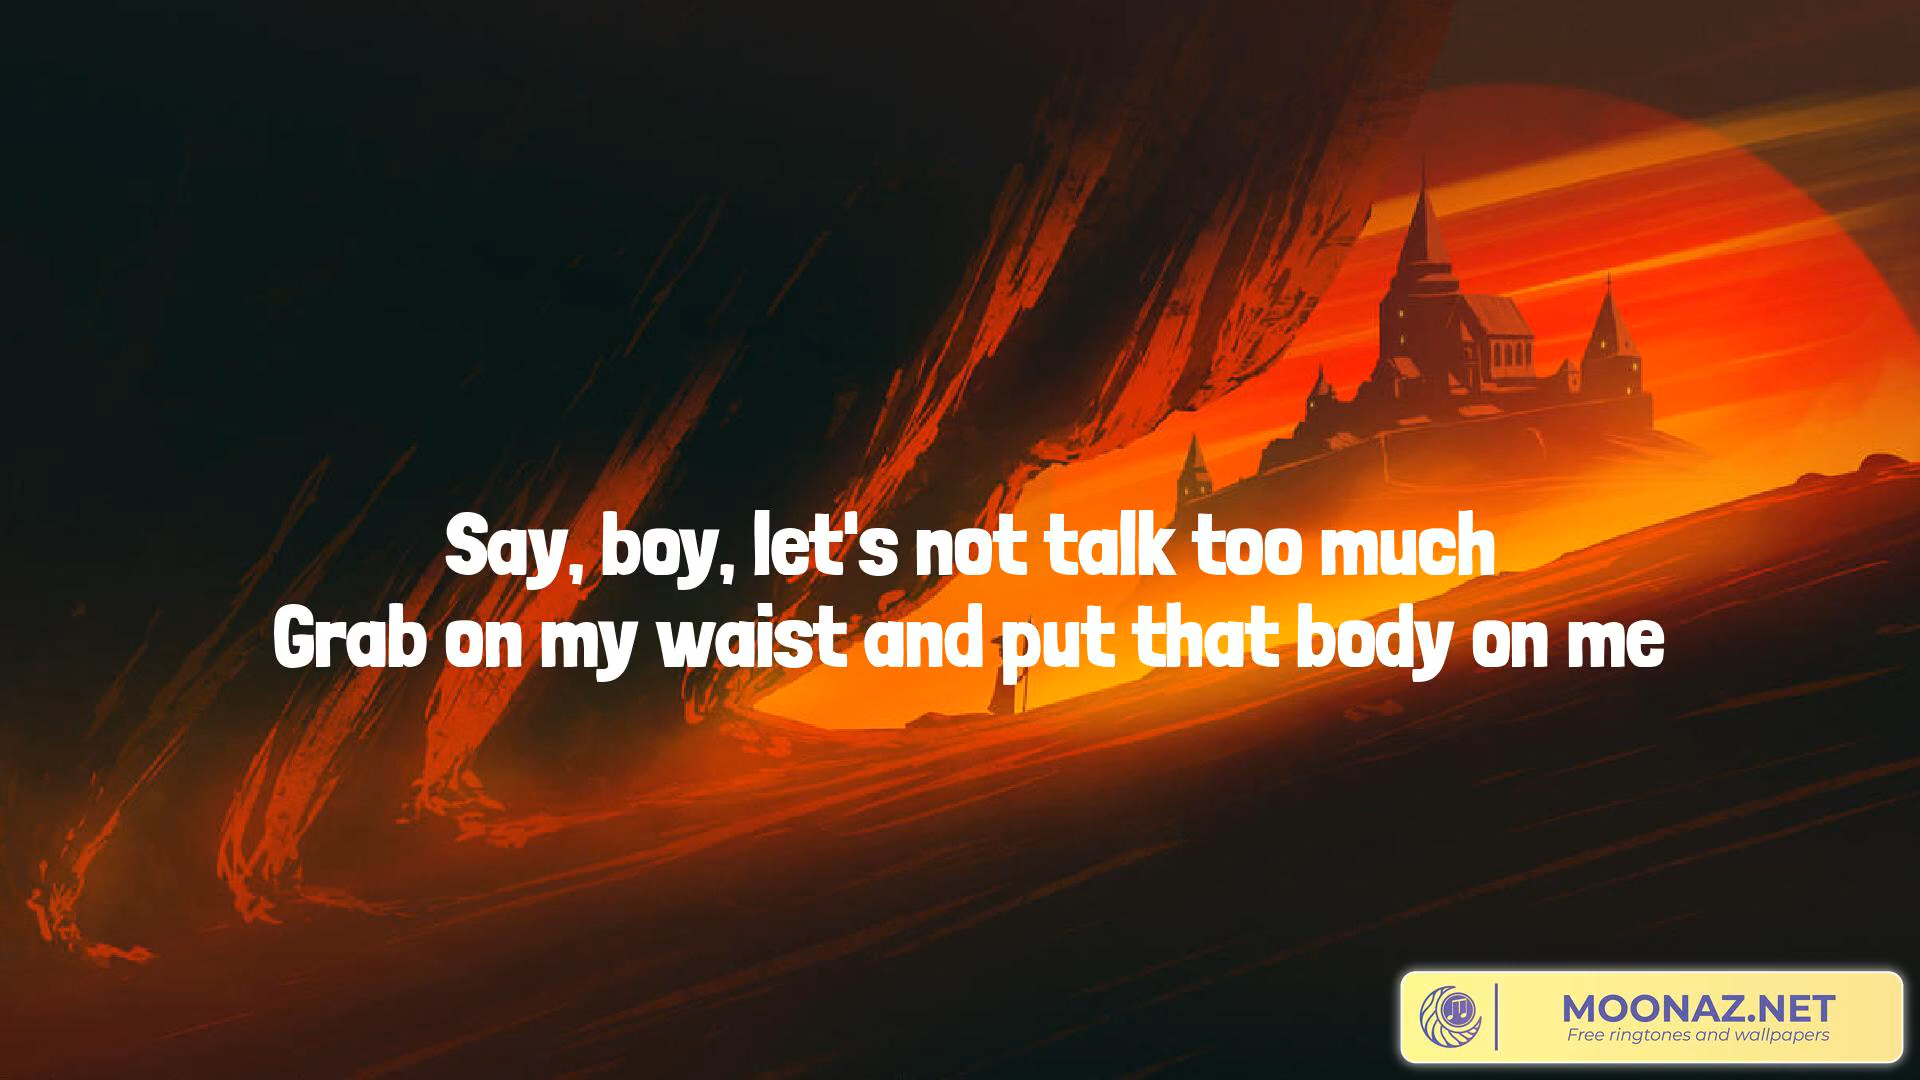 Say, boy, let's not talk too much
Grab on my waist and put that body on me
MOONAZ.NET
Free ringtones and wallpapers